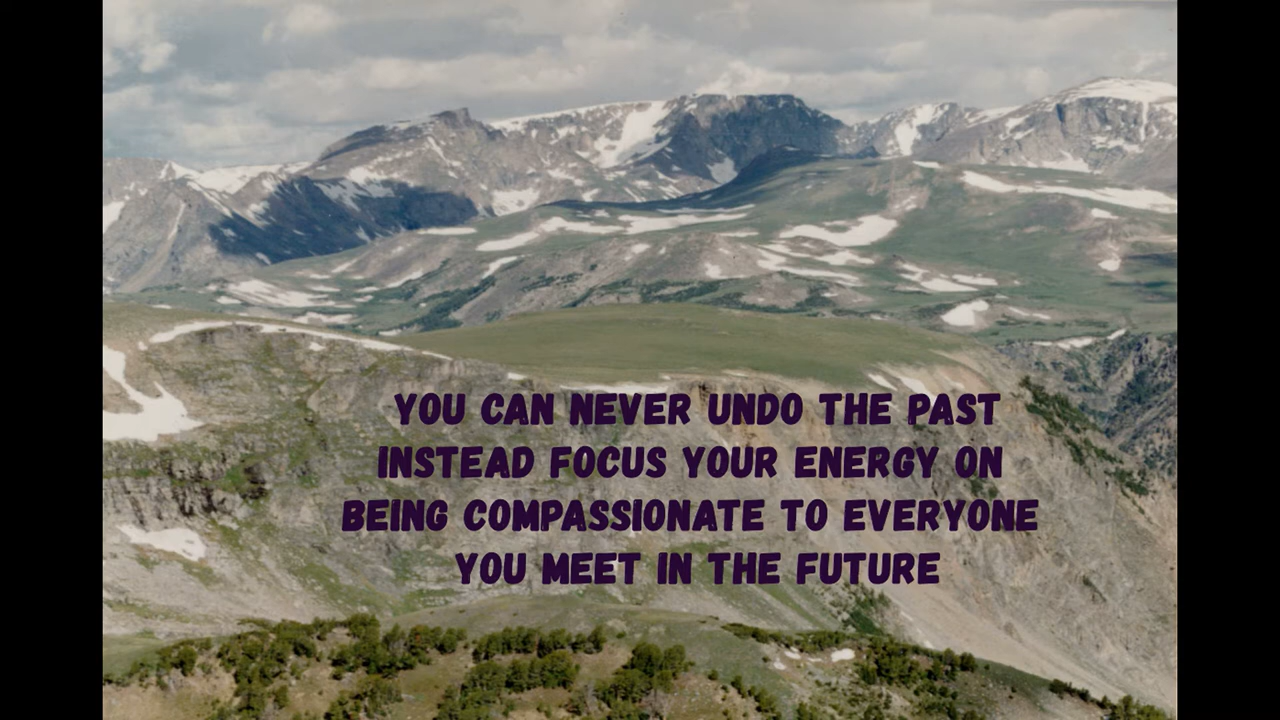 YOU CAN NEVER UNDO THE PAST
INSTEAD FOCUS YOUR ENERGY ON
BEING COMPASSIONATE TO EVERYONE
YOU MEET IN THE FUTURE